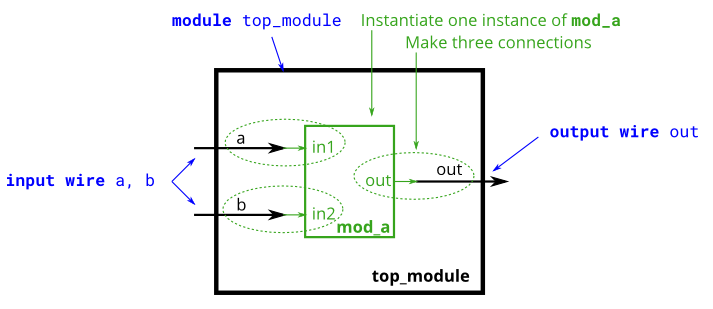 module top_module
Instantiate one instance of mod_a
Make three connections
output wire out
a
in1
out
out
input wire a, b
b
in2
mod_a
top_module